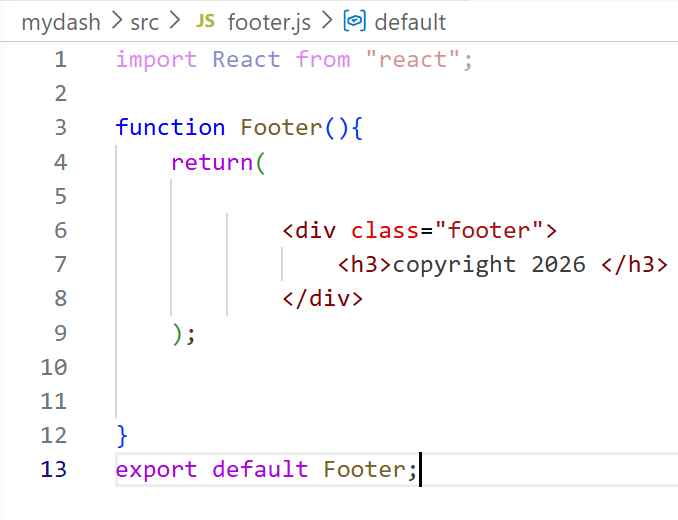 mydash > src > JS footer.js > default
1 import React from "react";
2
3 function Footer(){
4 return(
5
6 <div class="footer">
7 <h3>copyright 2026 </h3>
8 </div>
9 );
10
11
12 }
13 export default Footer;